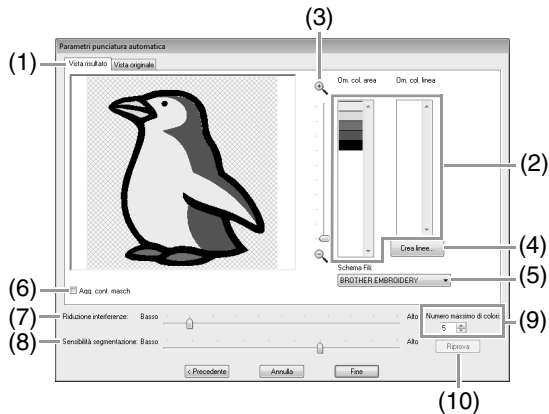 (3)
Parametri punciatura automatica
(1)
Vista risultato Vista originale
Om. col. area Om. col. linea
(2)
Crea linee...
(4)
Schema Fili:
BROTHER EMBROIDERY
(5)
(6)
Agg. cont. masch
(7)
Riduzione interferenze: Basso Alto
Numero massimo di colori:
5
(9)
(8)
Sensibilità segmentazione: Basso Alto
Riprova
< Precedente Annulla Fine
(10)